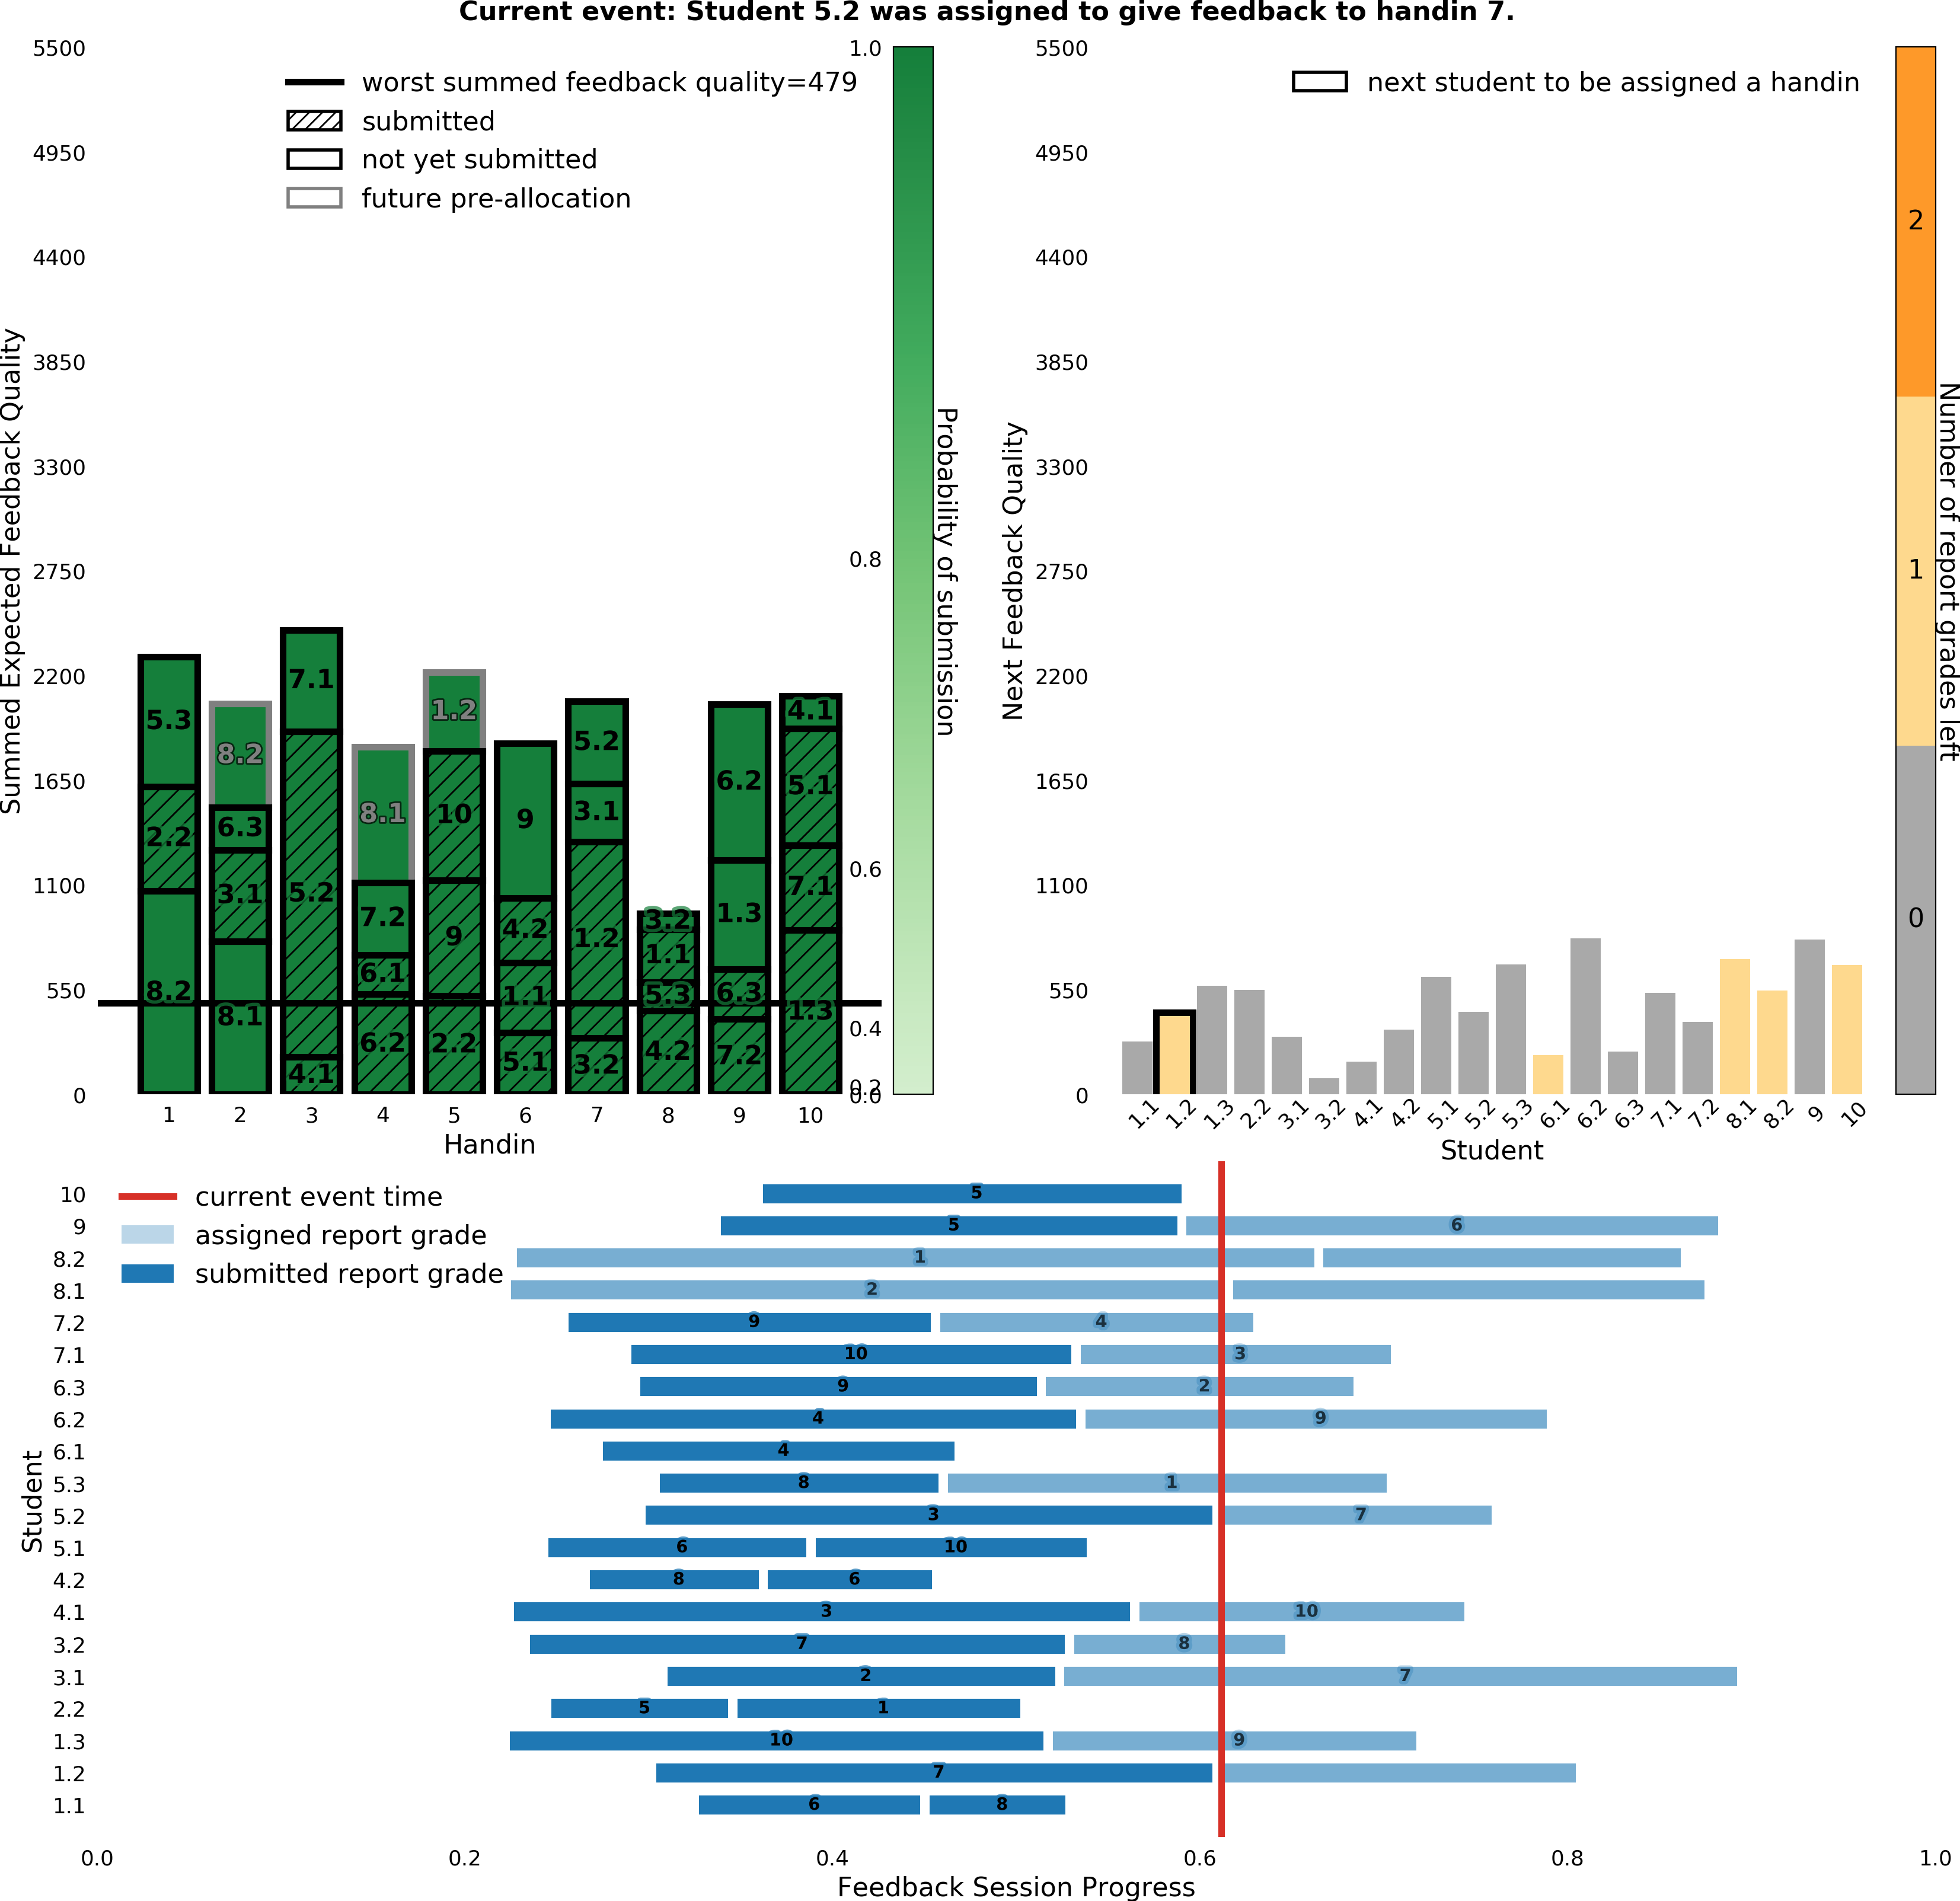 Current event: Student 5.2 was assigned to give feedback to handin 7.
Summed Expected Feedback Quality
5500
4950
4400
3850
3300
2750
2200
1650
1100
550
0
worst summed feedback quality=479
submitted
not yet submitted
future pre-allocation
5.3
2.2
8.2
8.2
6.3
3.1
8.1
7.1
5.2
4.1
8.1
7.2
6.1
6.2
1.2
10
9
2.2
9
4.2
1.1
5.1
5.2
3.1
1.2
3.2
3.2
1.1
5.3
4.2
6.2
1.3
6.3
7.2
4.1
5.1
7.1
1.3
1 2 3 4 5 6 7 8 9 10
Handin
1.0
0.8
0.6
0.4
0.2
0.0
Probability of submission
Next Feedback Quality
5500
4950
4400
3850
3300
2750
2200
1650
1100
550
0
next student to be assigned a handin
1.1 1.2 1.3 2.2 3.1 3.2 4.1 4.2 5.1 5.2 5.3 6.1 6.2 6.3 7.1 7.2 8.1 8.2 9 10
Student
2
1
0
Number of report grades left
current event time
assigned report grade
submitted report grade
Student
10 5
9 5 6
8.2 1
8.1 2
7.2 9 4
7.1 10 3
6.3 9 2
6.2 4 9
6.1 4
5.3 8 1
5.2 3 7
5.1 6 10
4.2 8 6
4.1 3 10
3.2 7 8
3.1 2 7
2.2 5 1
1.3 10 9
1.2 7
1.1 6 8
0.0 0.2 0.4 0.6 0.8 1.0
Feedback Session Progress